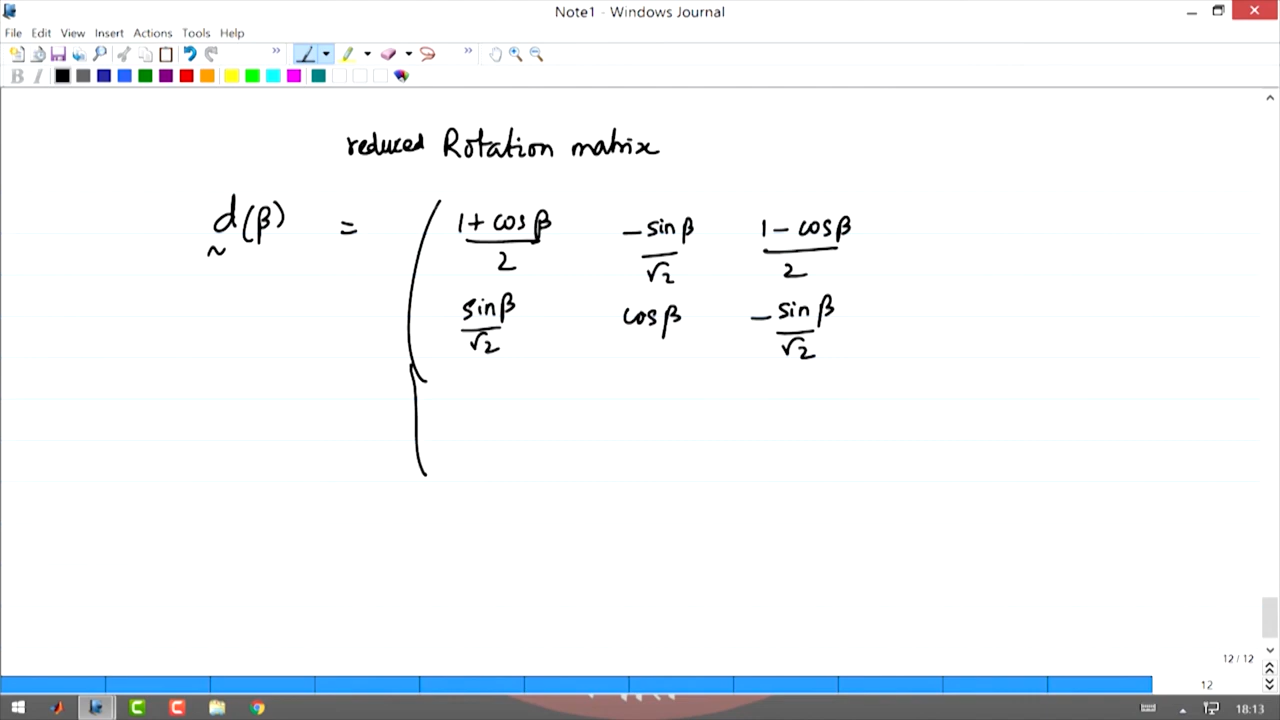 Note1 - Windows Journal
File Edit View Insert Actions Tools Help
reduced Rotation matrix
d(β) = ( (1 + cosβ)/2 -sinβ/√2 (1 - cosβ)/2
sinβ/√2 cosβ -sinβ/√2
12 / 12
12
18:13